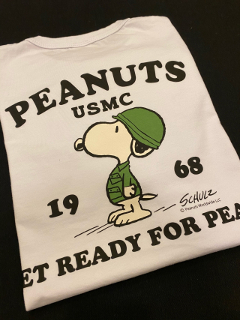 PEANUTS
USMC
19 68
SCHULZ
ET READY FOR PEA